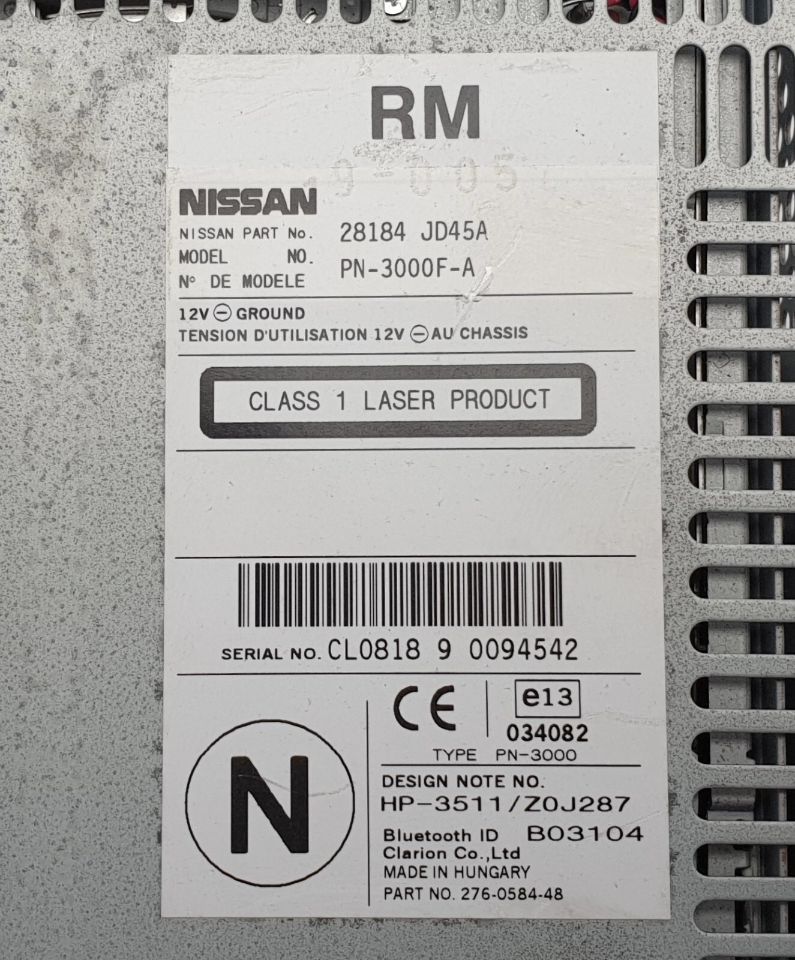 RM
9-005
NISSAN
NISSAN PART No. 28184 JD45A
MODEL NO. PN-3000F-A
N° DE MODELE
12V ⊖ GROUND
TENSION D'UTILISATION 12V ⊖ AU CHASSIS
CLASS 1 LASER PRODUCT
SERIAL NO. CL0818 9 0094542
CE e13
034082
TYPE PN-3000
N
DESIGN NOTE NO.
HP-3511/Z0J287
Bluetooth ID B03104
Clarion Co.,Ltd
MADE IN HUNGARY
PART NO. 276-0584-48